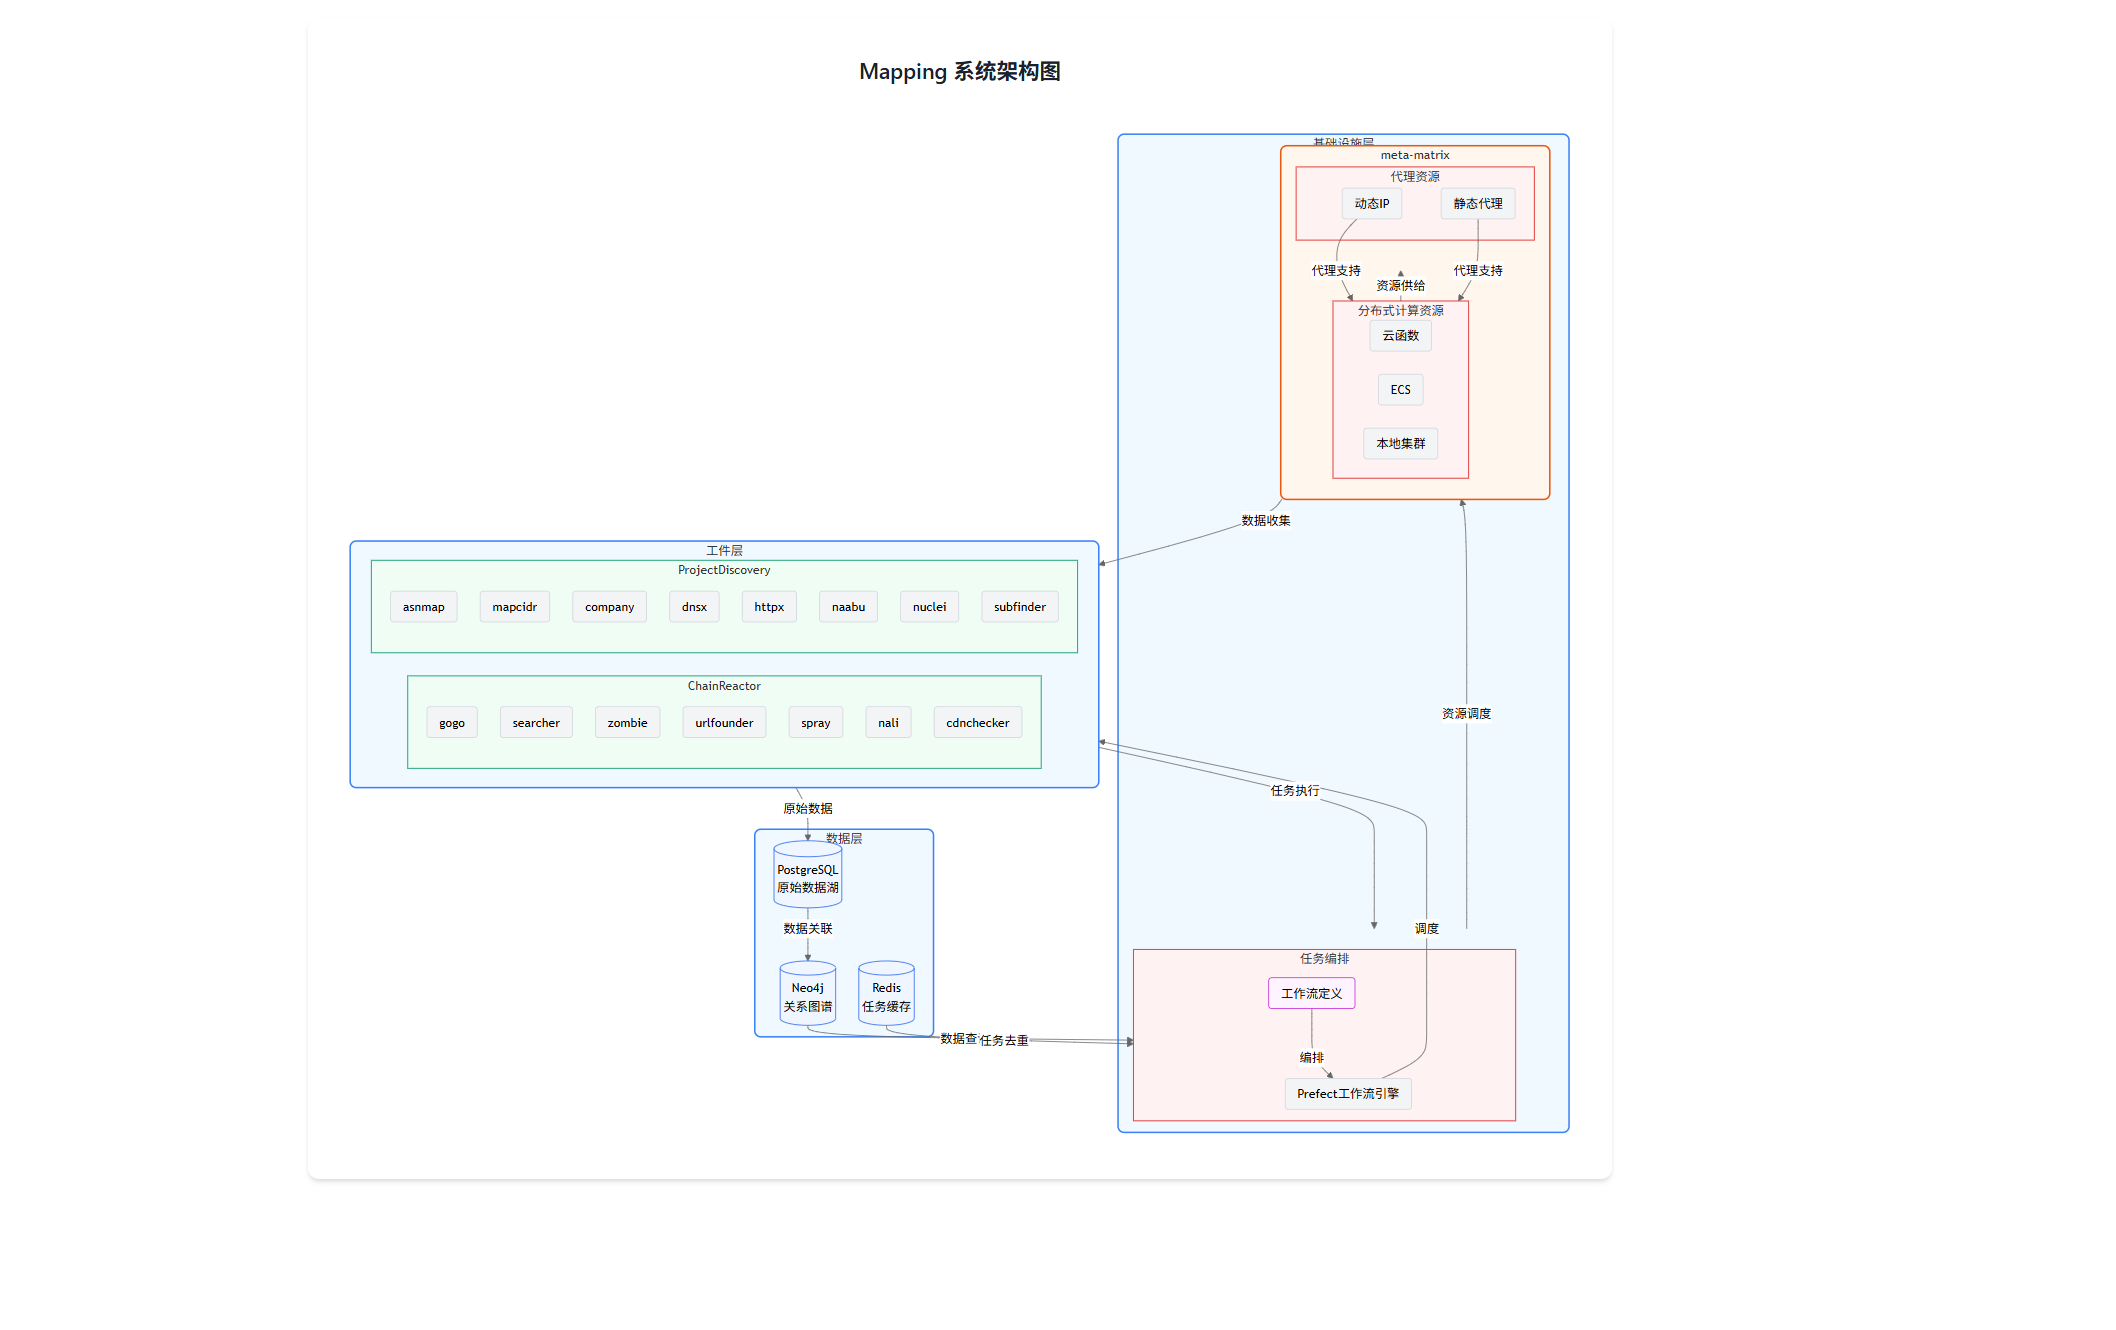 Mapping 系统架构图
基础设施层
meta-matrix
代理资源
动态IP
静态代理
代理支持
代理支持
资源供给
分布式计算资源
云函数
ECS
本地集群
数据收集
工件层
ProjectDiscovery
asnmap
mapcidr
company
dnsx
httpx
naabu
nuclei
subfinder
ChainReactor
gogo
searcher
zombie
urlfounder
spray
nali
cdnchecker
资源调度
任务执行
原始数据
数据层
PostgreSQL
原始数据湖
数据关联
调度
Neo4j
关系图谱
Redis
任务缓存
数据查
任务去重
任务编排
工作流定义
编排
Prefect工作流引擎